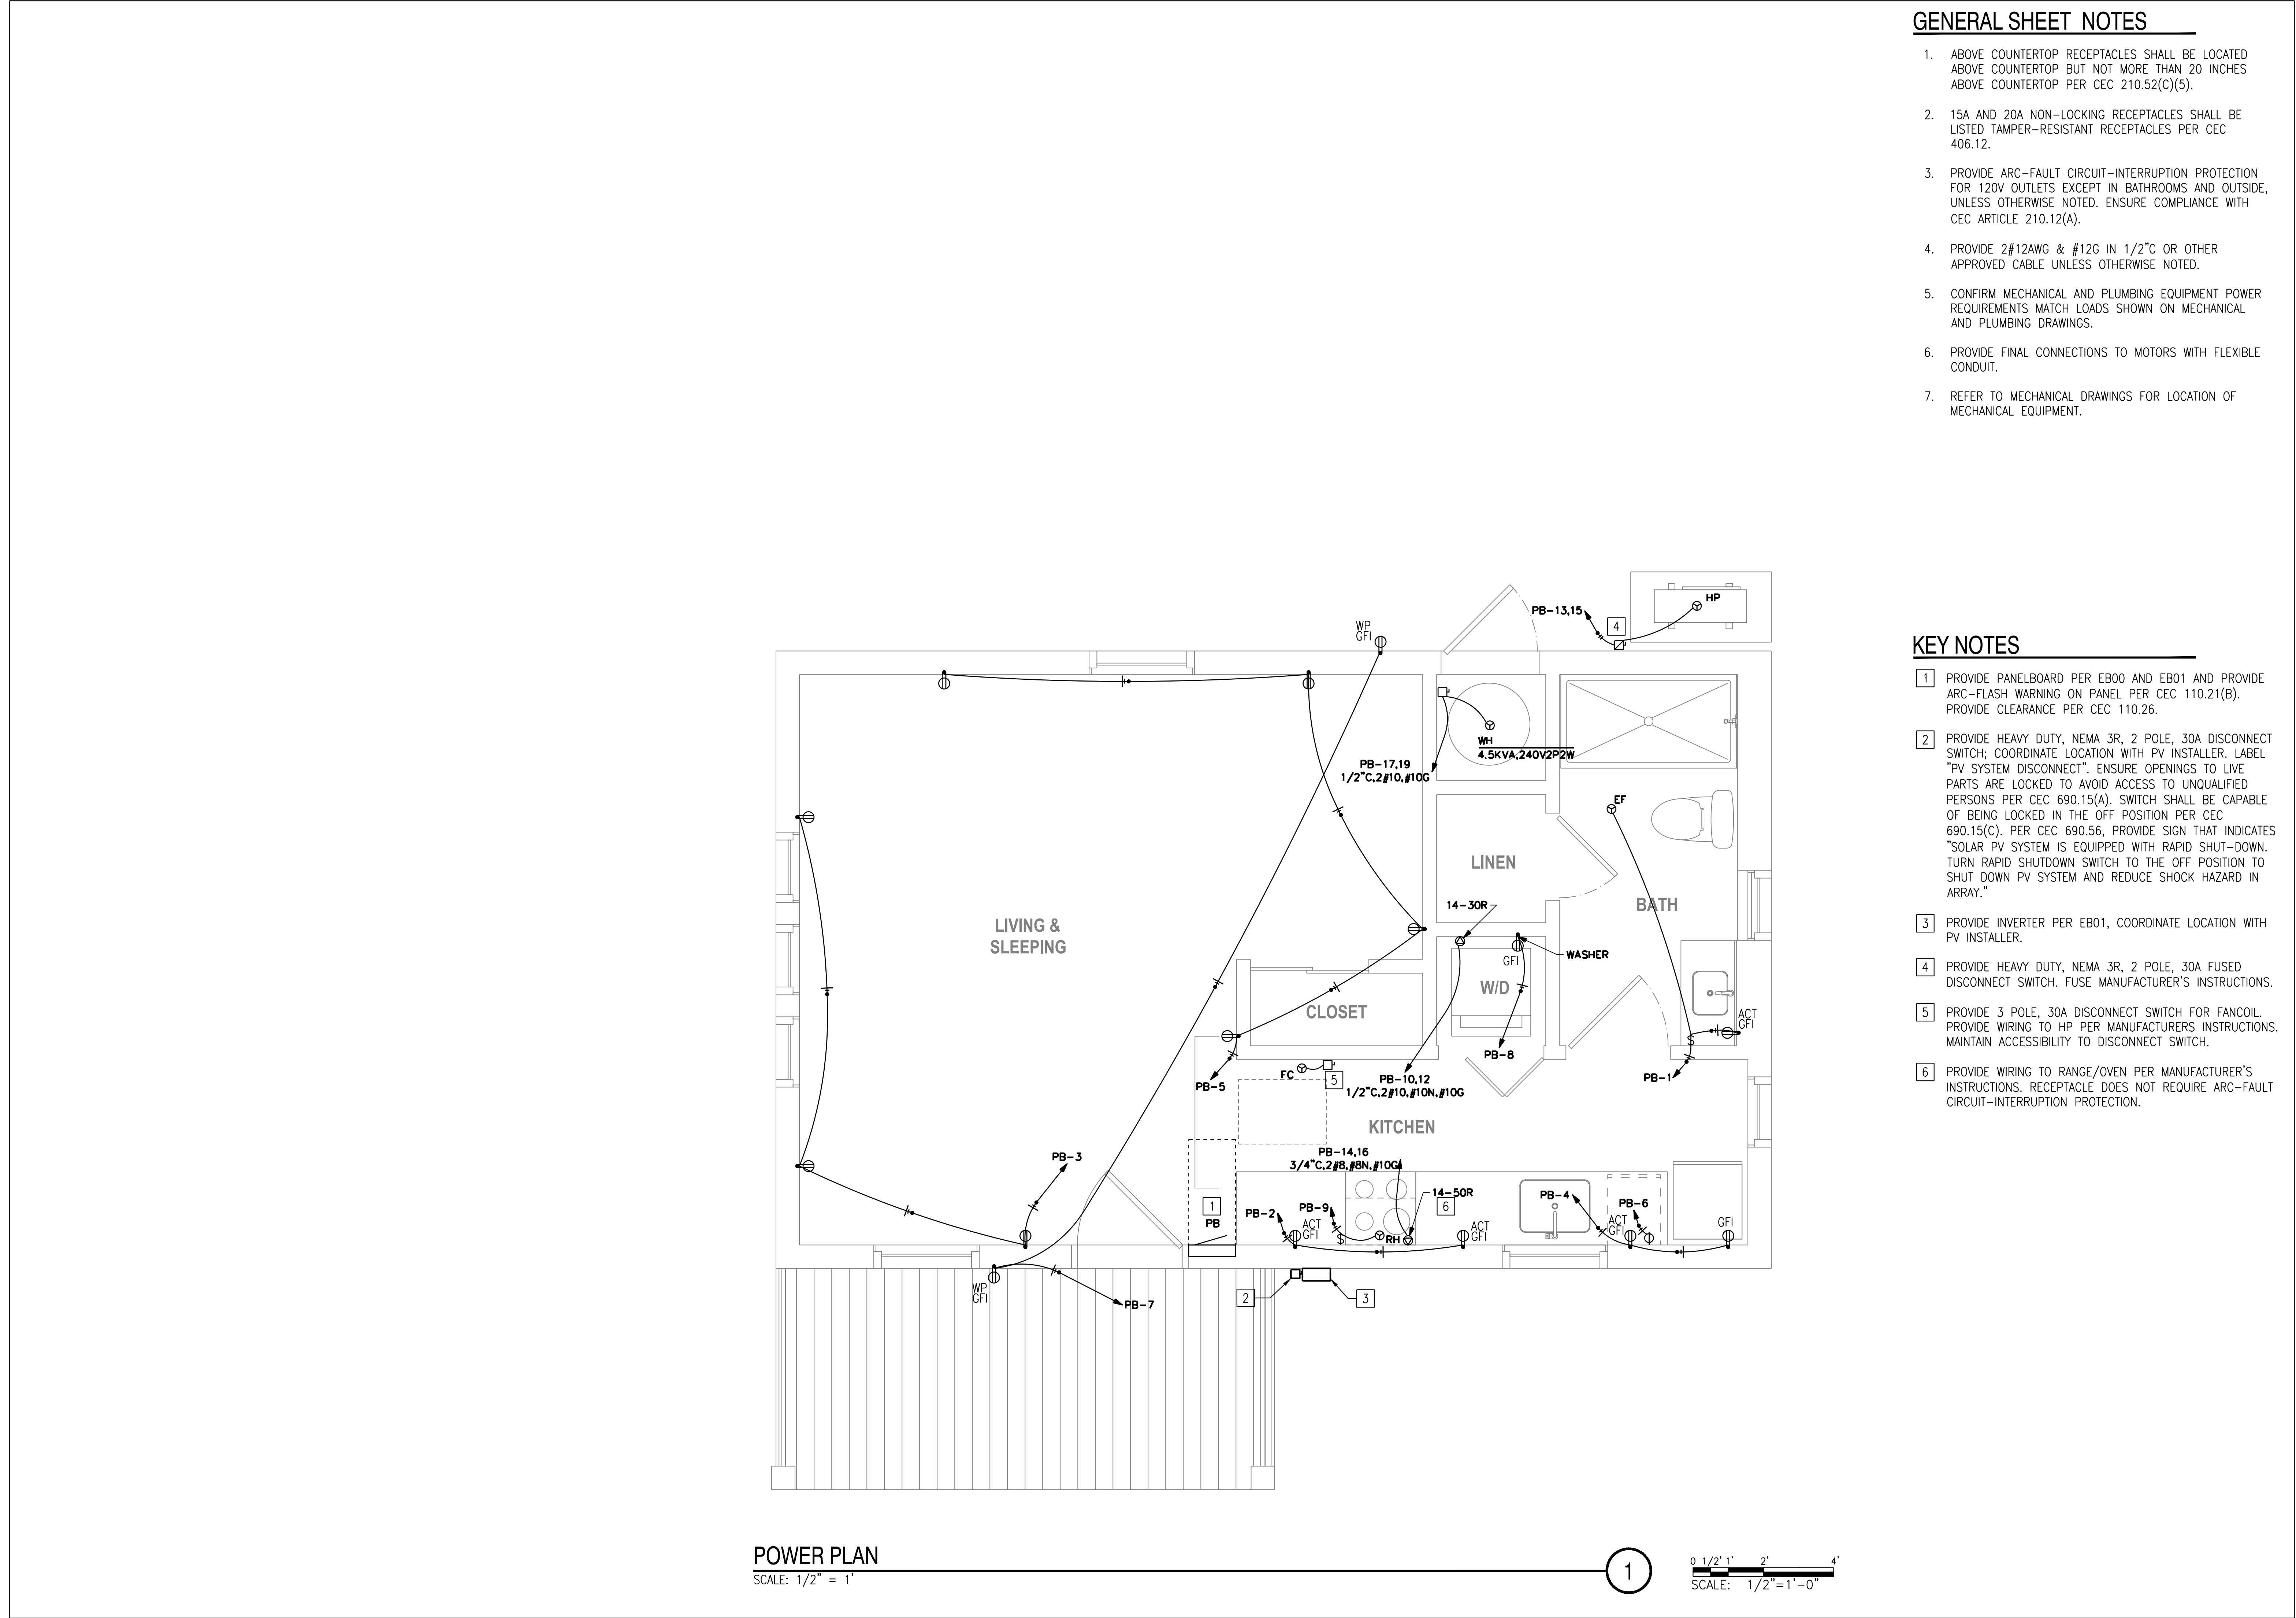 GENERAL SHEET NOTES
1. ABOVE COUNTERTOP RECEPTACLES SHALL BE LOCATED
ABOVE COUNTERTOP BUT NOT MORE THAN 20 INCHES
ABOVE COUNTERTOP PER CEC 210.52(C)(5).
2. 15A AND 20A NON-LOCKING RECEPTACLES SHALL BE
LISTED TAMPER-RESISTANT RECEPTACLES PER CEC
406.12.
3. PROVIDE ARC-FAULT CIRCUIT-INTERRUPTION PROTECTION
FOR 120V OUTLETS EXCEPT IN BATHROOMS AND OUTSIDE,
UNLESS OTHERWISE NOTED. ENSURE COMPLIANCE WITH
CEC ARTICLE 210.12(A).
4. PROVIDE 2#12AWG & #12G IN 1/2"C OR OTHER
APPROVED CABLE UNLESS OTHERWISE NOTED.
5. CONFIRM MECHANICAL AND PLUMBING EQUIPMENT POWER
REQUIREMENTS MATCH LOADS SHOWN ON MECHANICAL
AND PLUMBING DRAWINGS.
6. PROVIDE FINAL CONNECTIONS TO MOTORS WITH FLEXIBLE
CONDUIT.
7. REFER TO MECHANICAL DRAWINGS FOR LOCATION OF
MECHANICAL EQUIPMENT.
KEY NOTES
1 PROVIDE PANELBOARD PER EB00 AND EB01 AND PROVIDE
ARC-FLASH WARNING ON PANEL PER CEC 110.21(B).
PROVIDE CLEARANCE PER CEC 110.26.
2 PROVIDE HEAVY DUTY, NEMA 3R, 2 POLE, 30A DISCONNECT
SWITCH; COORDINATE LOCATION WITH PV INSTALLER. LABEL
"PV SYSTEM DISCONNECT". ENSURE OPENINGS TO LIVE
PARTS ARE LOCKED TO AVOID ACCESS TO UNQUALIFIED
PERSONS PER CEC 690.15(A). SWITCH SHALL BE CAPABLE
OF BEING LOCKED IN THE OFF POSITION PER CEC
690.15(C). PER CEC 690.56, PROVIDE SIGN THAT INDICATES
"SOLAR PV SYSTEM IS EQUIPPED WITH RAPID SHUT-DOWN.
TURN RAPID SHUTDOWN SWITCH TO THE OFF POSITION TO
SHUT DOWN PV SYSTEM AND REDUCE SHOCK HAZARD IN
ARRAY."
3 PROVIDE INVERTER PER EB01, COORDINATE LOCATION WITH
PV INSTALLER.
4 PROVIDE HEAVY DUTY, NEMA 3R, 2 POLE, 30A FUSED
DISCONNECT SWITCH. FUSE MANUFACTURER'S INSTRUCTIONS.
5 PROVIDE 3 POLE, 30A DISCONNECT SWITCH FOR FANCOIL.
PROVIDE WIRING TO HP PER MANUFACTURERS INSTRUCTIONS.
MAINTAIN ACCESSIBILITY TO DISCONNECT SWITCH.
6 PROVIDE WIRING TO RANGE/OVEN PER MANUFACTURER'S
INSTRUCTIONS. RECEPTACLE DOES NOT REQUIRE ARC-FAULT
CIRCUIT-INTERRUPTION PROTECTION.
HP
PB-13,15
4
WP
GFI
WH
4.5KVA,240V2P2W
PB-17,19
1/2"C,2#10,#10G
EF
LINEN
BATH
14-30R
LIVING &
SLEEPING
WASHER
GFI
W/D
CLOSET
ACT
GFI
S
PB-8
FC
5
PB-5
PB-10,12
1/2"C,2#10,#10N,#10G
PB-1
KITCHEN
PB-14,16
3/4"C,2#8,#8N,#10G
PB-3
14-50R
6
1
PB
PB-2
PB-9
ACT
GFI
$
RH
ACT
GFI
PB-4
PB-6
ACT
GFI
GFI
WP
GFI
PB-7
2
3
POWER PLAN
SCALE: 1/2" = 1'
1
0 1/2' 1' 2' 4'
SCALE: 1/2"=1'-0"